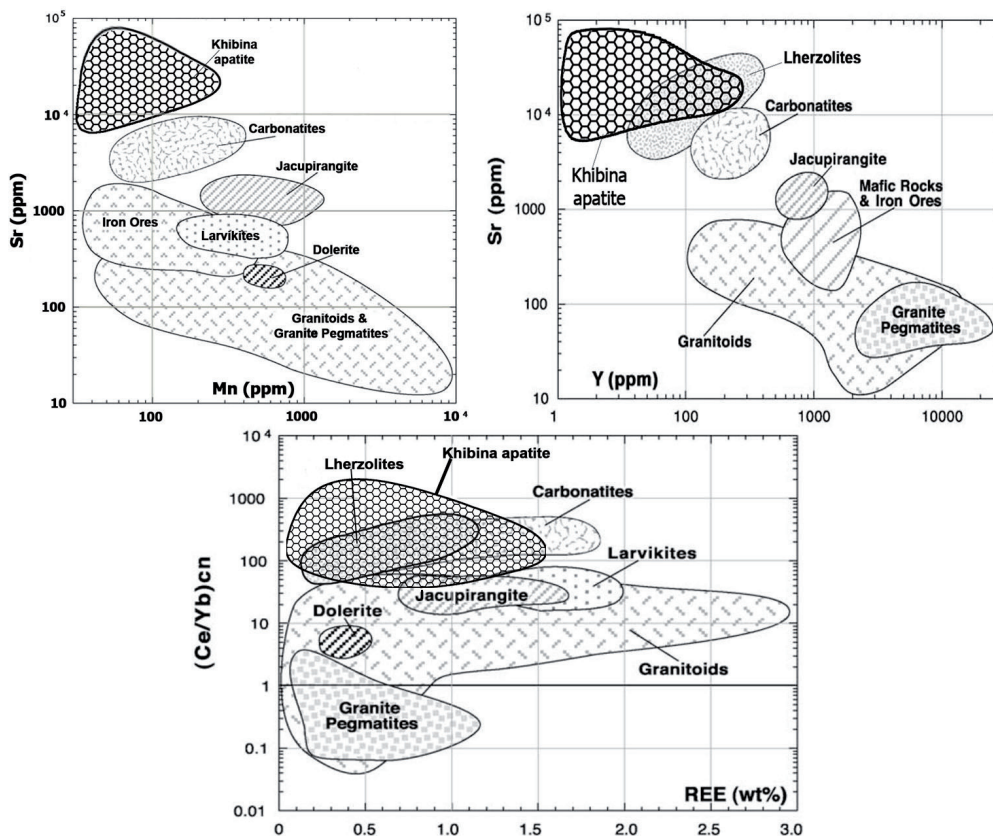 10⁵
10⁴
1000
100
10
Sr (ppm)
Khibina
apatite
Carbonatites
Jacupirangite
Iron Ores
Larvikites
Dolerite
Granitoids &
Granite Pegmatites
Mn (ppm)
100
1000
10⁴
10⁵
10⁴
1000
100
10
Sr (ppm)
Lherzolites
Carbonatites
Khibina
apatite
Jacupirangite
Mafic Rocks
& Iron Ores
Granitoids
Granite
Pegmatites
Y (ppm)
1
100
1000
10000
10⁴
1000
100
10
1
0.1
0.01
(Ce/Yb)cn
Lherzolites
Khibina apatite
Carbonatites
Larvikites
Jacupirangite
Dolerite
Granitoids
Granite
Pegmatites
REE (wt%)
0
0.5
1.0
1.5
2.0
2.5
3.0